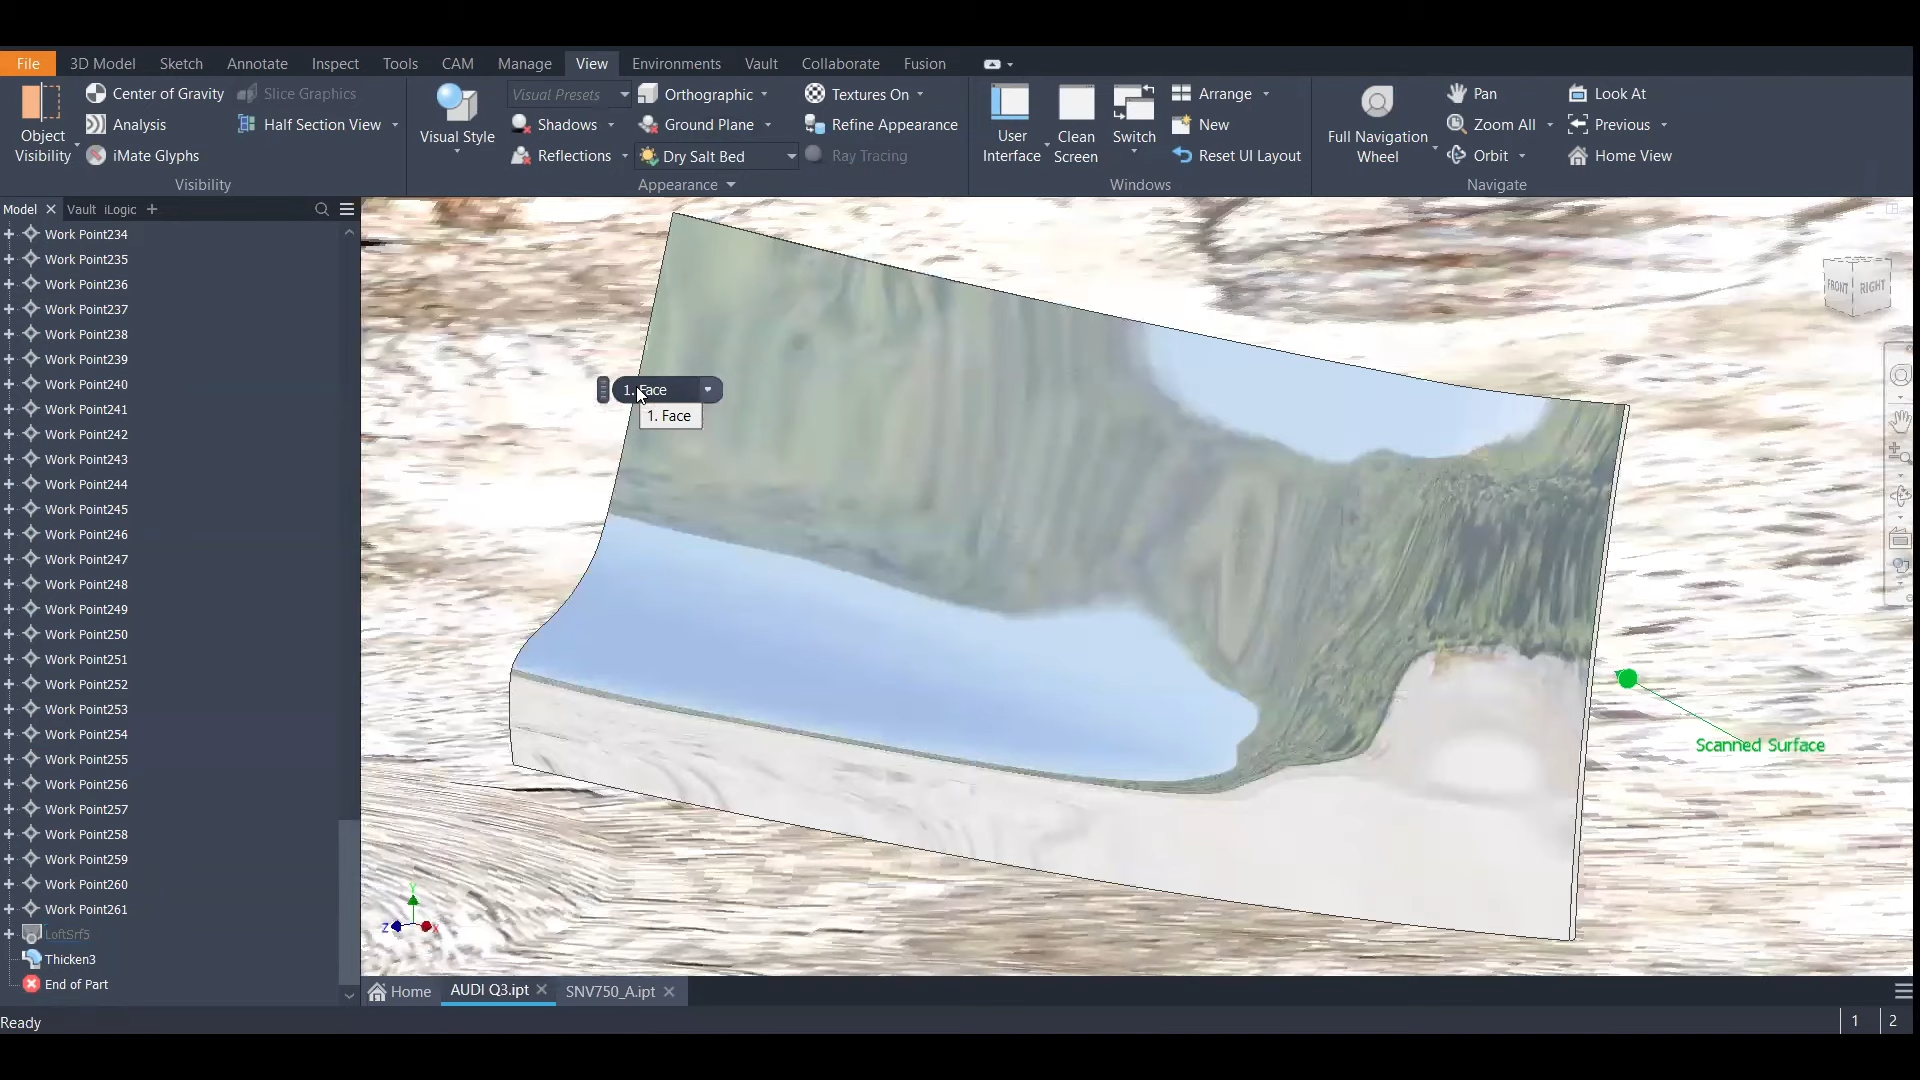 File 3D Model Sketch Annotate Inspect Tools CAM Manage View Environments Vault Collaborate Fusion
Object Visibility
Center of Gravity
Analysis
iMate Glyphs
Slice Graphics
Half Section View
Visibility
Visual Style
Visual Presets
Shadows
Reflections
Orthographic
Ground Plane
Dry Salt Bed
Textures On
Refine Appearance
Ray Tracing
Appearance
User Interface
Clean Screen
Switch
Arrange
New
Reset UI Layout
Windows
Full Navigation Wheel
Pan
Zoom All
Orbit
Look At
Previous
Home View
Navigate
Model Vault iLogic
Work Point234
Work Point235
Work Point236
Work Point237
Work Point238
Work Point239
Work Point240
Work Point241
Work Point242
Work Point243
Work Point244
Work Point245
Work Point246
Work Point247
Work Point248
Work Point249
Work Point250
Work Point251
Work Point252
Work Point253
Work Point254
Work Point255
Work Point256
Work Point257
Work Point258
Work Point259
Work Point260
Work Point261
LoftSrf5
Thicken3
End of Part
1. Face
1. Face
FRONT RIGHT
Scanned Surface
Y
Z X
Home AUDI Q3.ipt SNV750_A.ipt
Ready
1 2